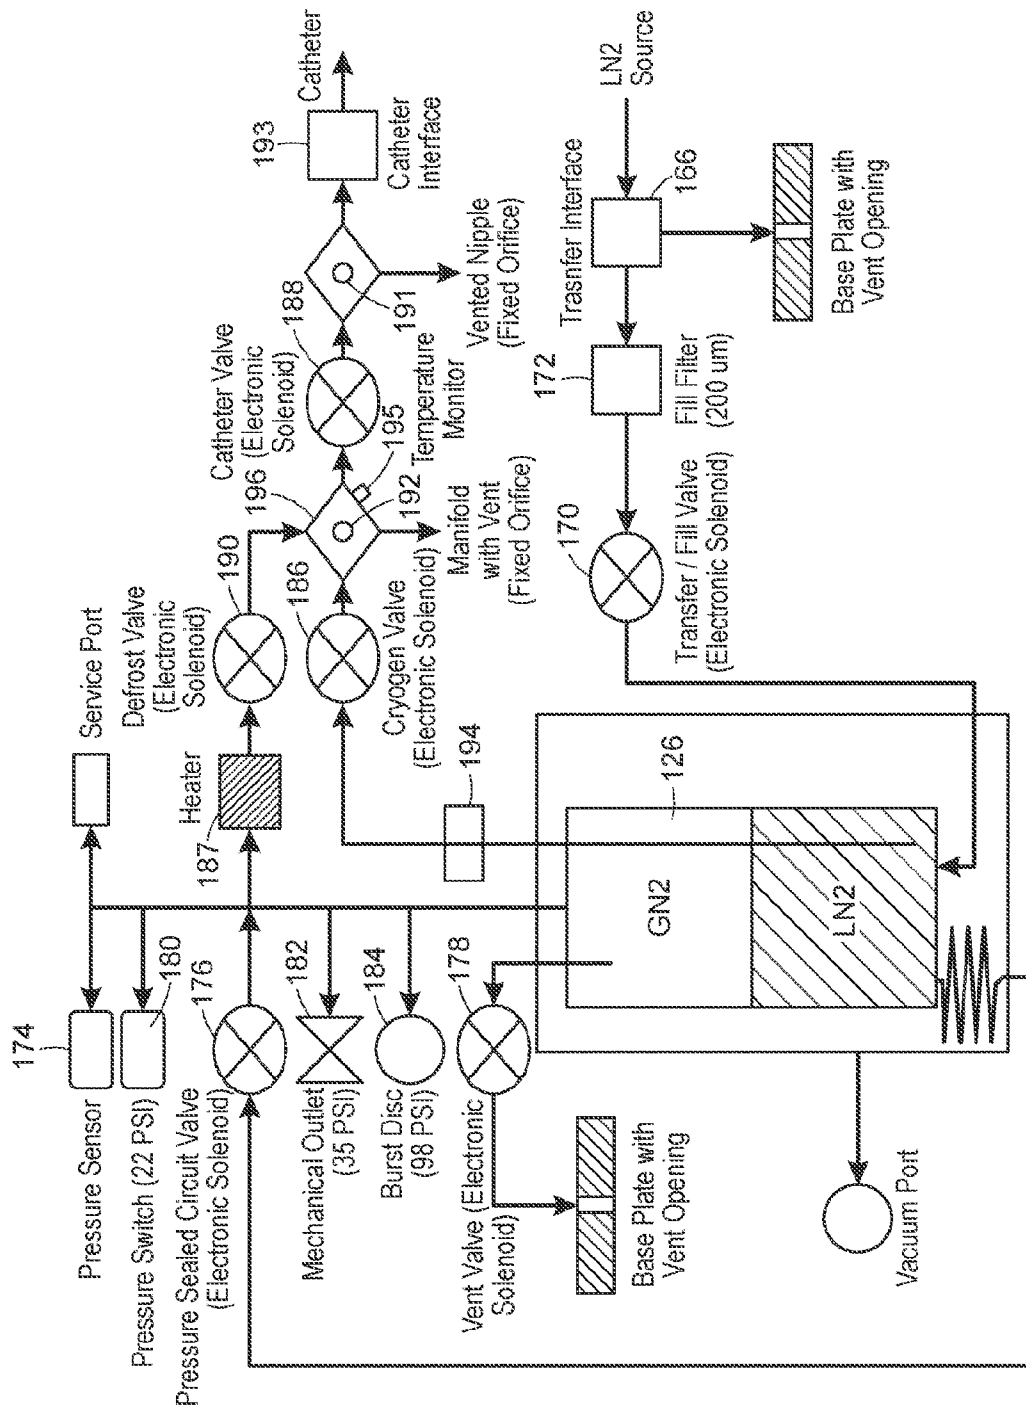 174
Pressure Sensor
Pressure Switch (22 PSI)
180
Pressure Sealed Circuit Valve
(Electronic Solenoid)
176
Mechanical Outlet
(35 PSI)
182
Burst Disc
(98 PSI)
184
Vent Valve (Electronic
Solenoid)
178
Base Plate with
Vent Opening
Vacuum Port
Service Port
Heater
187
Defrost Valve
(Electronic
Solenoid)
190
Cryogen Valve
(Electronic Solenoid)
186
194
GN2
126
LN2
Catheter Valve
(Electronic
Solenoid)
188
196
195
192
Temperature
Monitor
Manifold
with Vent
(Fixed Orifice)
191
Vented Nipple
(Fixed Orifice)
193
Catheter
Catheter
Interface
LN2
Source
Trasnfer Interface
166
Base Plate with
Vent Opening
172
Fill Filter
(200 um)
170
Transfer / Fill Valve
(Electronic Solenoid)